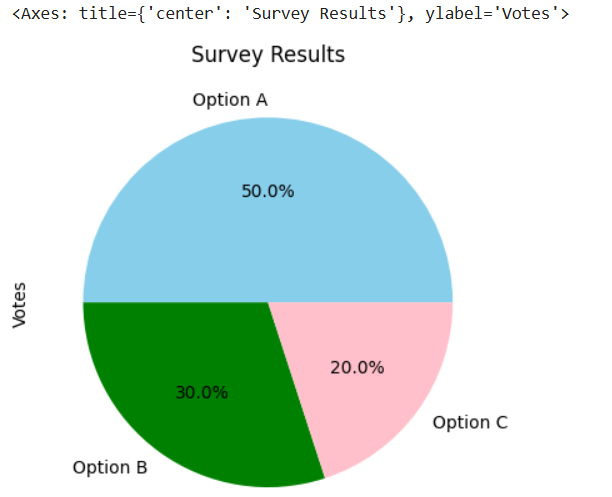 <Axes: title={'center': 'Survey Results'}, ylabel='Votes'>
Survey Results
Option A
50.0%
Votes
20.0%
30.0%
Option C
Option B